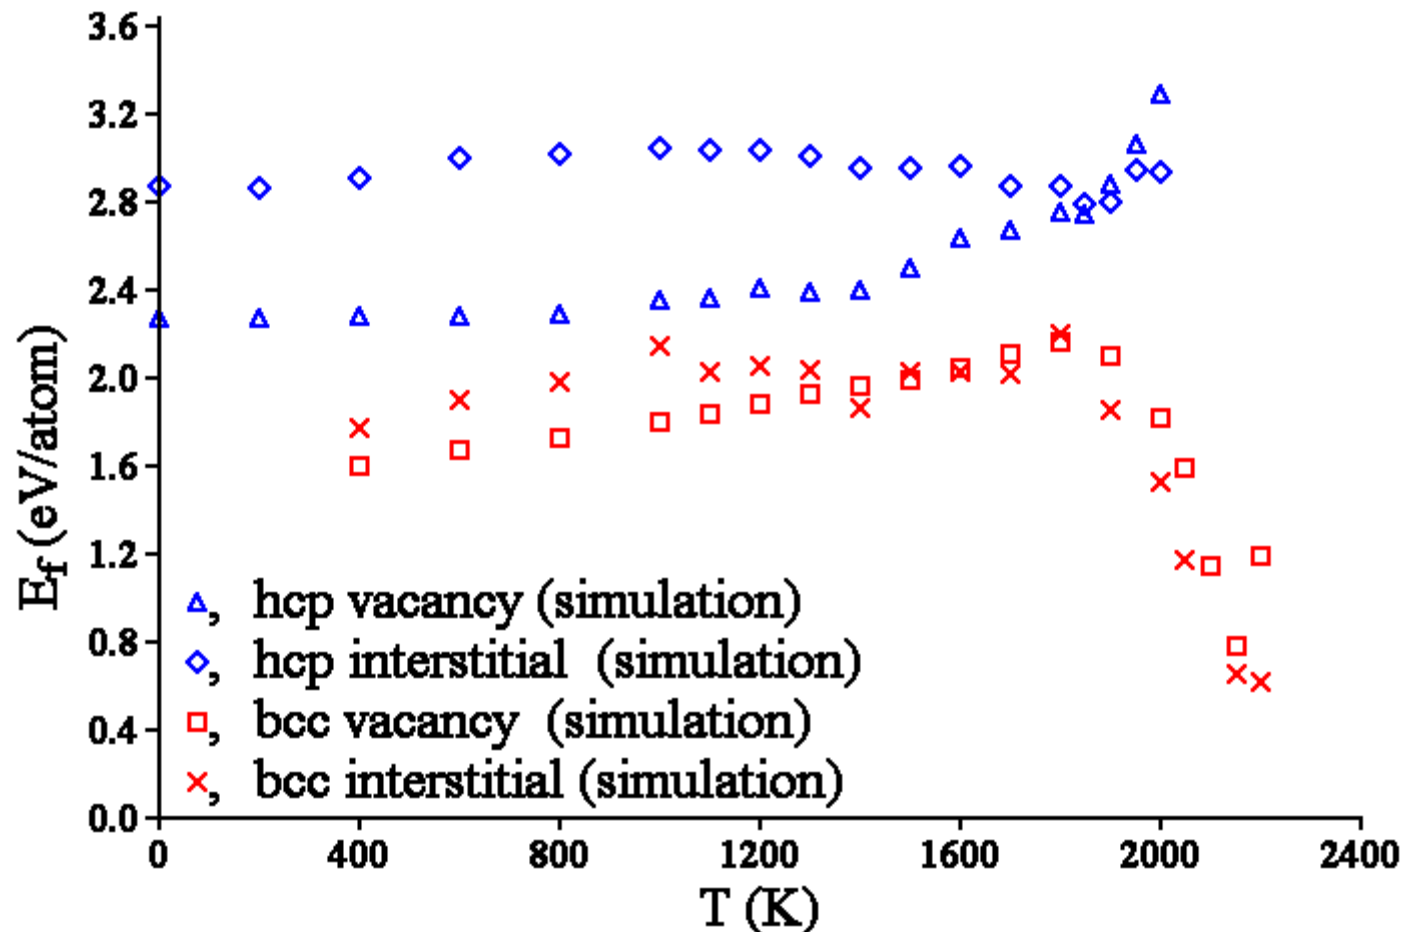 3.6
3.2
2.8
2.4
2.0
1.6
1.2
0.8
0.4
0.0
E_f (eV/atom)
, hcp vacancy (simulation)
, hcp interstitial (simulation)
, bcc vacancy (simulation)
, bcc interstitial (simulation)
0 400 800 1200 1600 2000 2400
T (K)